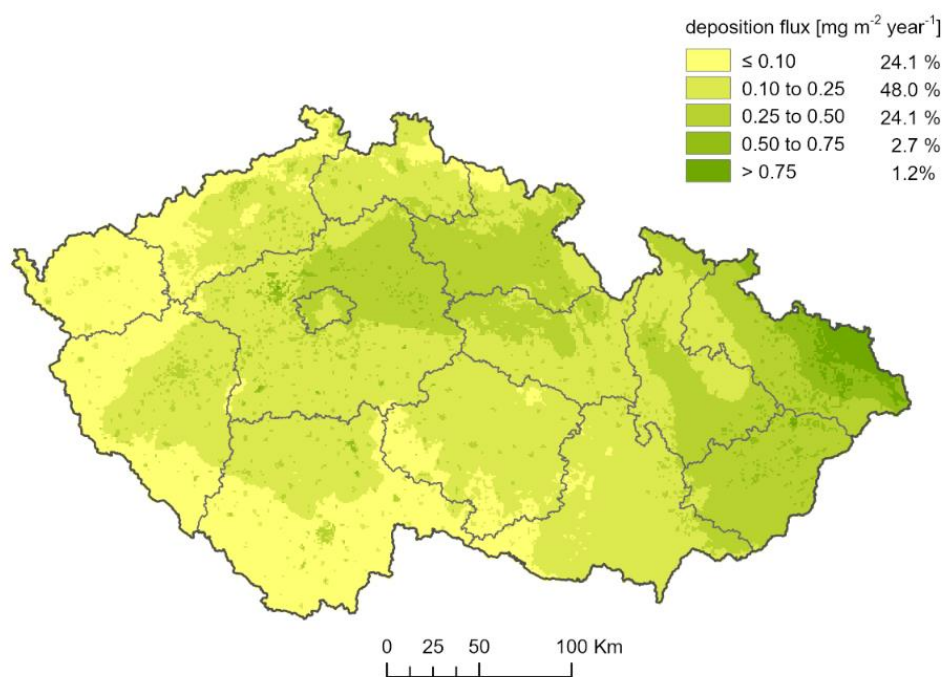 deposition flux [mg m⁻² year⁻¹]
≤ 0.10 24.1 %
0.10 to 0.25 48.0 %
0.25 to 0.50 24.1 %
0.50 to 0.75 2.7 %
> 0.75 1.2%
0 25 50 100 Km